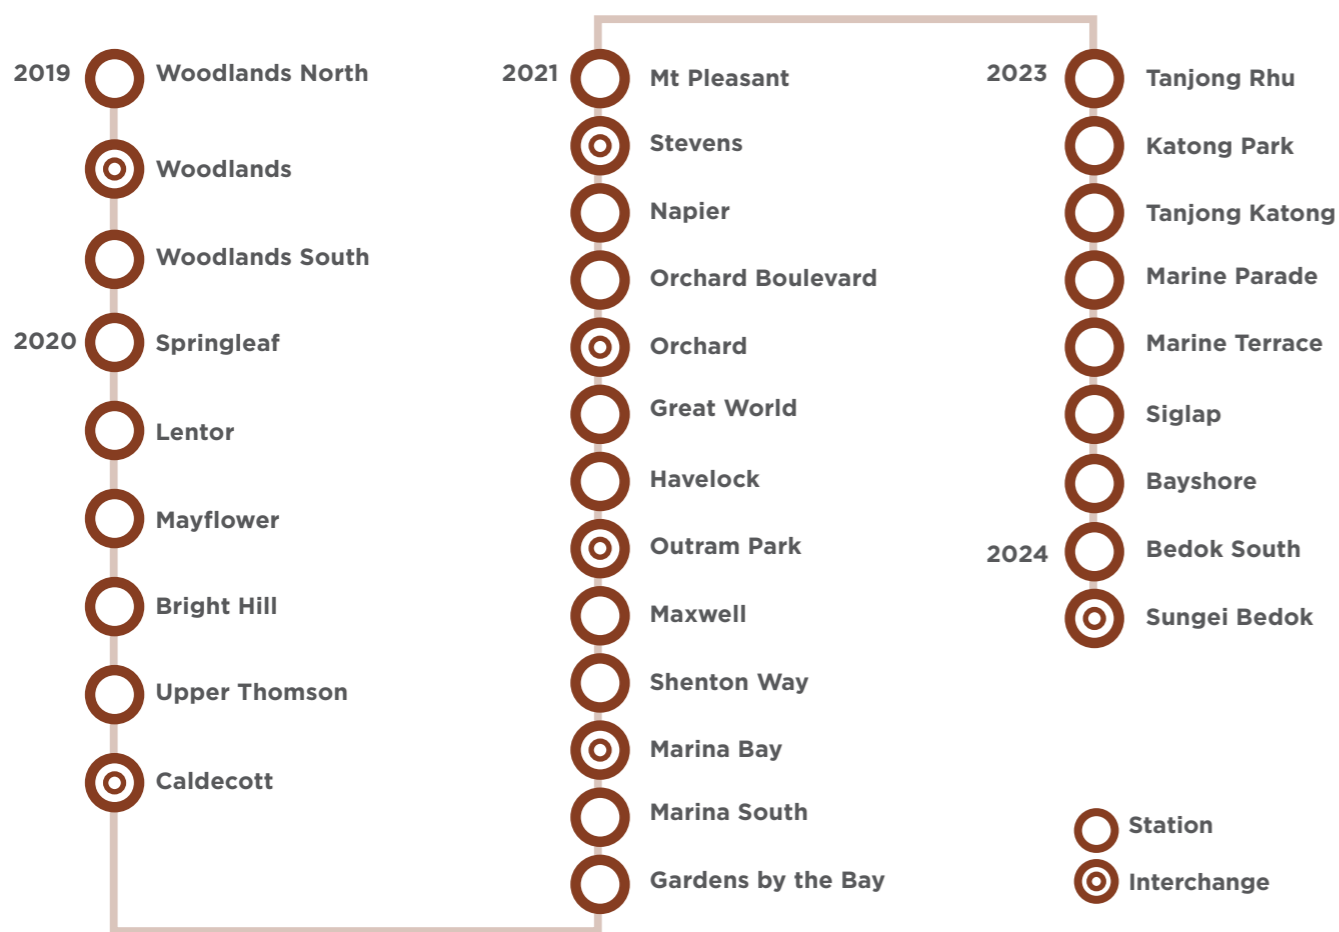 2019 Woodlands North
Woodlands
Woodlands South
2020 Springleaf
Lentor
Mayflower
Bright Hill
Upper Thomson
Caldecott
2021 Mt Pleasant
Stevens
Napier
Orchard Boulevard
Orchard
Great World
Havelock
Outram Park
Maxwell
Shenton Way
Marina Bay
Marina South
Gardens by the Bay
2023 Tanjong Rhu
Katong Park
Tanjong Katong
Marine Parade
Marine Terrace
Siglap
Bayshore
2024 Bedok South
Sungei Bedok
Station
Interchange